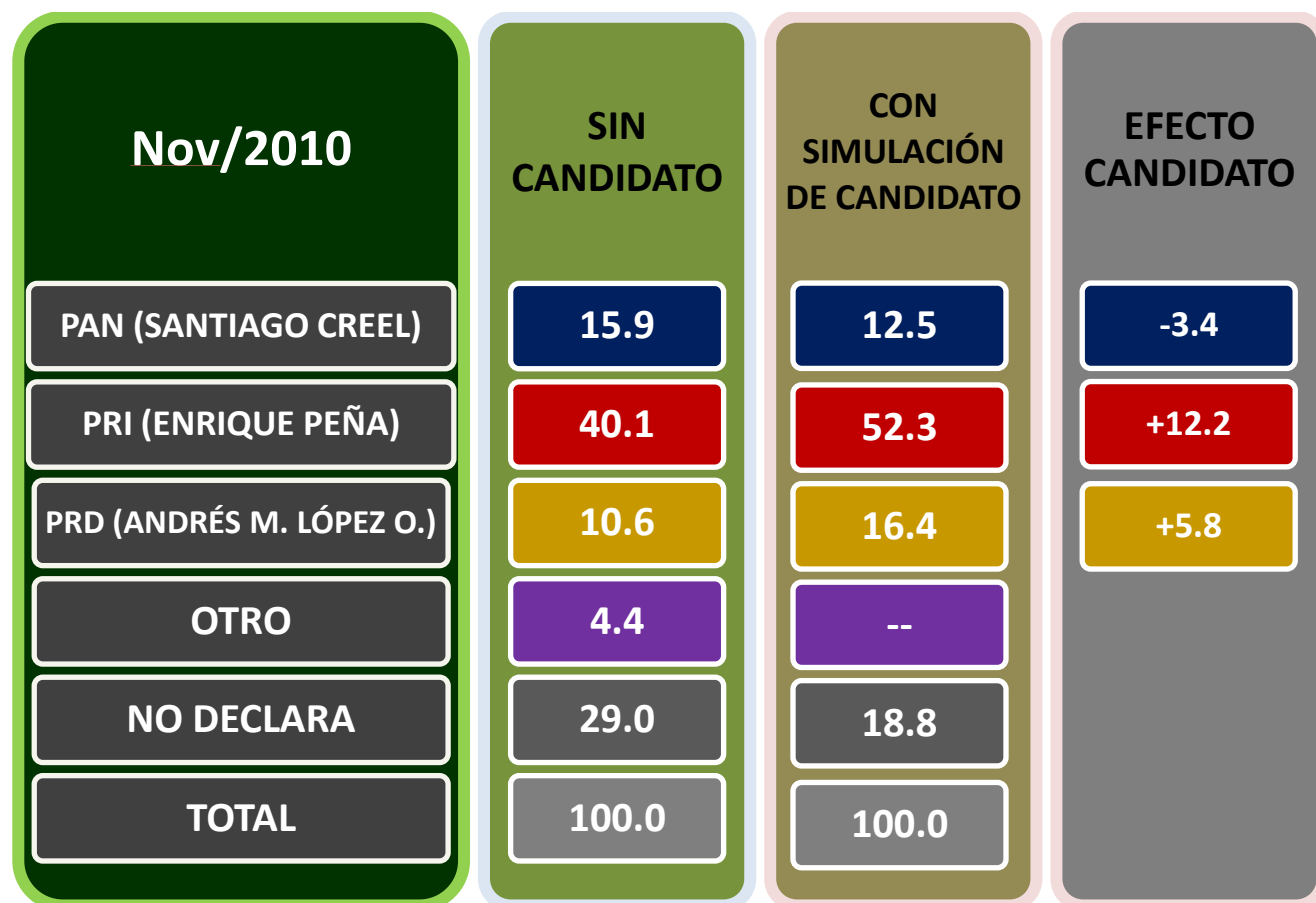 Nov/2010
SIN
CANDIDATO
CON
SIMULACIÓN
DE CANDIDATO
EFECTO
CANDIDATO
PAN (SANTIAGO CREEL)
15.9
12.5
-3.4
PRI (ENRIQUE PEÑA)
40.1
52.3
+12.2
PRD (ANDRÉS M. LÓPEZ O.)
10.6
16.4
+5.8
OTRO
4.4
--
NO DECLARA
29.0
18.8
TOTAL
100.0
100.0